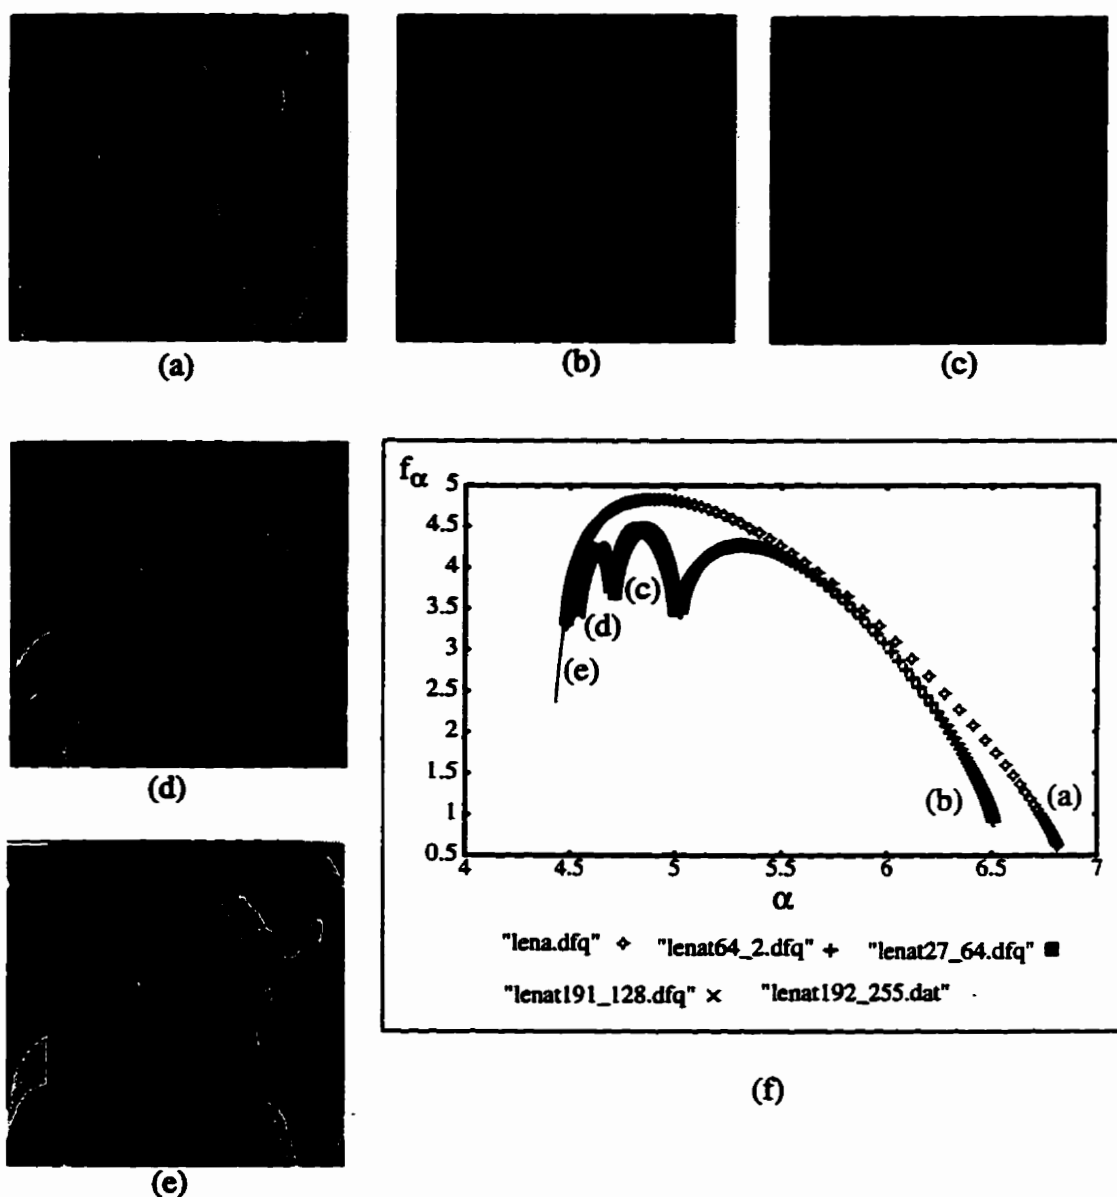 (a) (b) (c)
(d)
(e)
fα
5
4.5
4
3.5
3
2.5
2
1.5
1
0.5
(c)
(d)
(e)
(b) (a)
4 4.5 5 5.5 6 6.5 7
α
"lena.dfq" "lenat64_2.dfq" "lenat27_64.dfq"
"lenat191_128.dfq" "lenat192_255.dat"
(f)